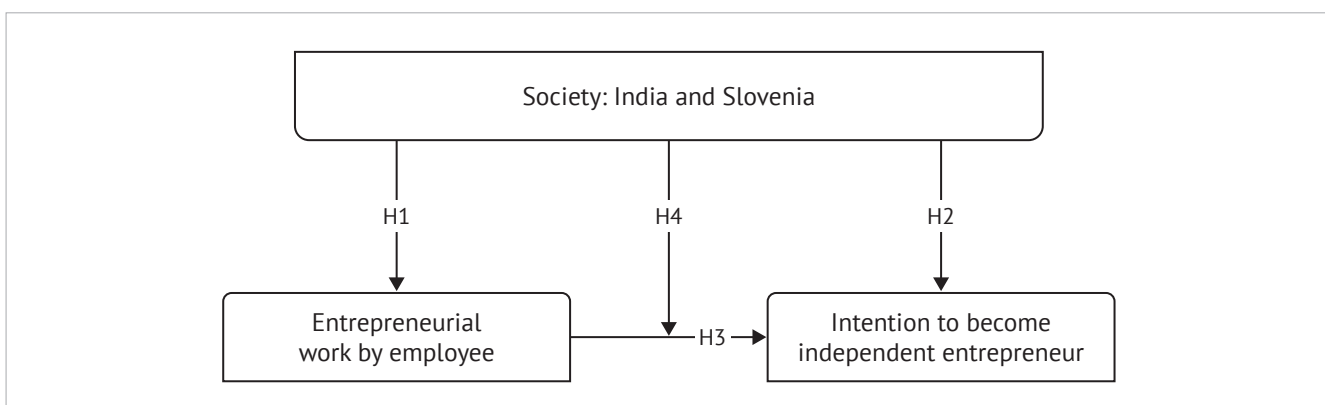 Society: India and Slovenia
H1
H4
H2
Entrepreneurial
work by employee
H3
Intention to become
independent entrepreneur